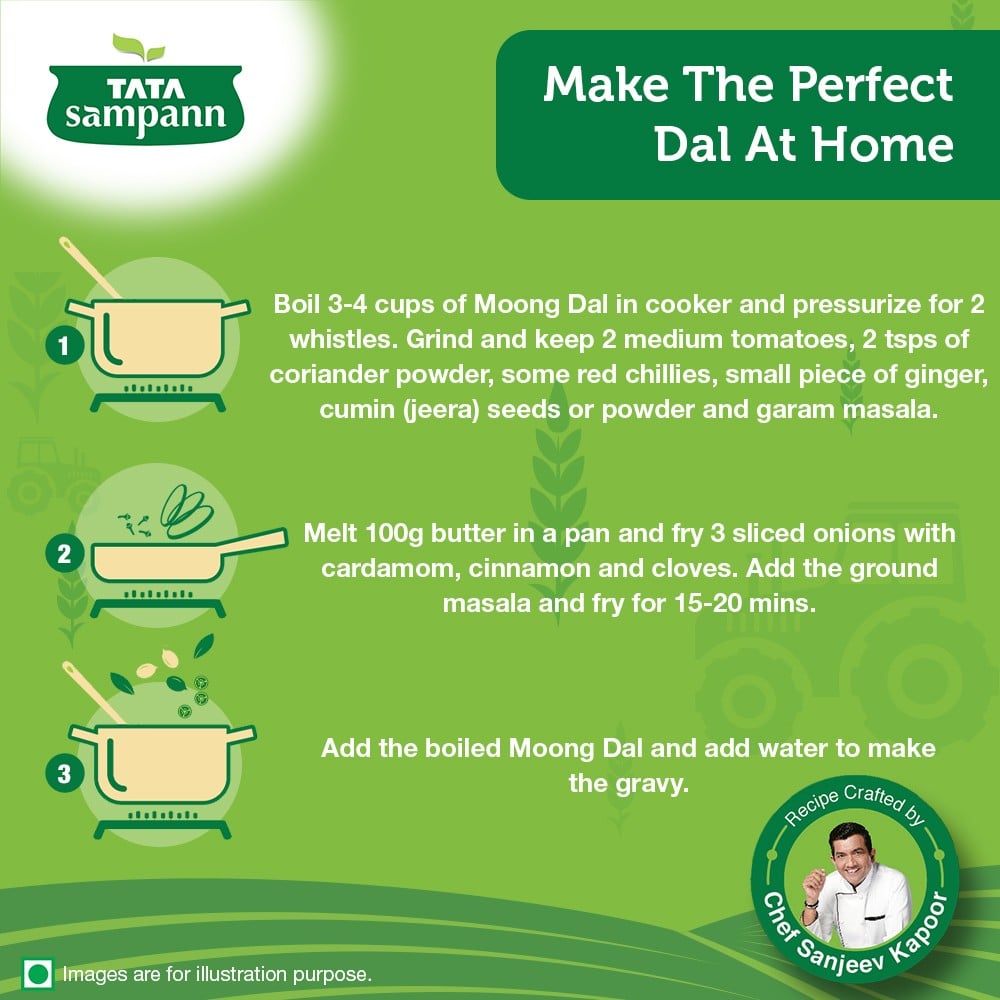 TATA
sampann
Make The Perfect
Dal At Home
1
Boil 3-4 cups of Moong Dal in cooker and pressurize for 2
whistles. Grind and keep 2 medium tomatoes, 2 tsps of
coriander powder, some red chillies, small piece of ginger,
cumin (jeera) seeds or powder and garam masala.
2
Melt 100g butter in a pan and fry 3 sliced onions with
cardamom, cinnamon and cloves. Add the ground
masala and fry for 15-20 mins.
3
Add the boiled Moong Dal and add water to make
the gravy.
Recipe Crafted by
Chef Sanjeev Kapoor
Images are for illustration purpose.